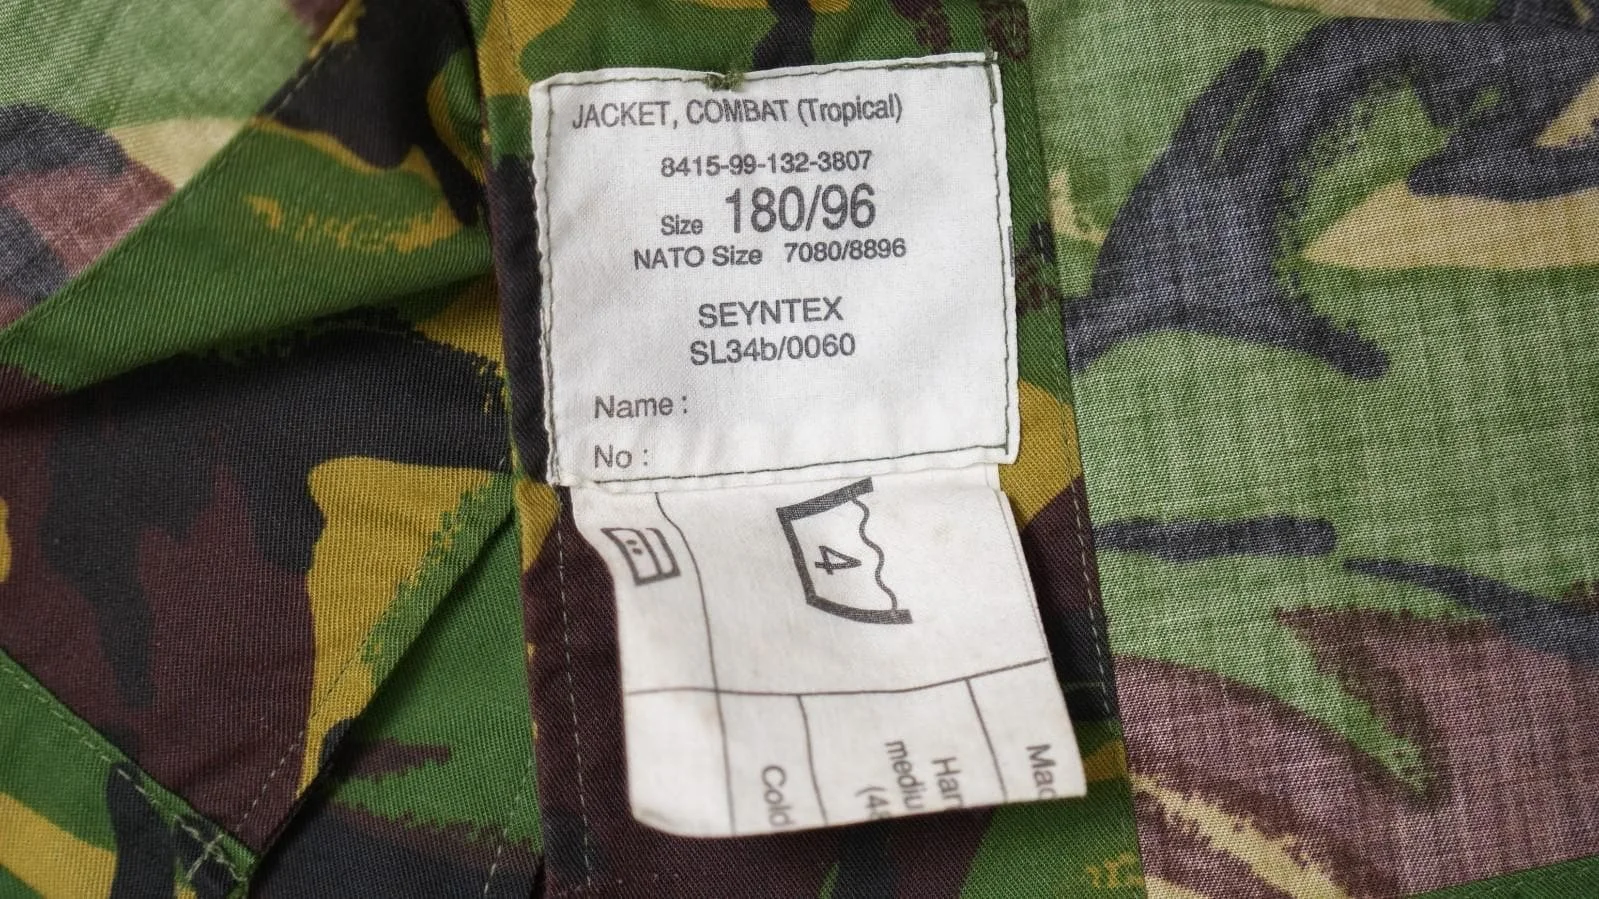 JACKET, COMBAT (Tropical)
8415-99-132-3807
Size 180/96
NATO Size 7080/8896
SEYNTEX
SL34b/0060
Name :
No :
4
Cold